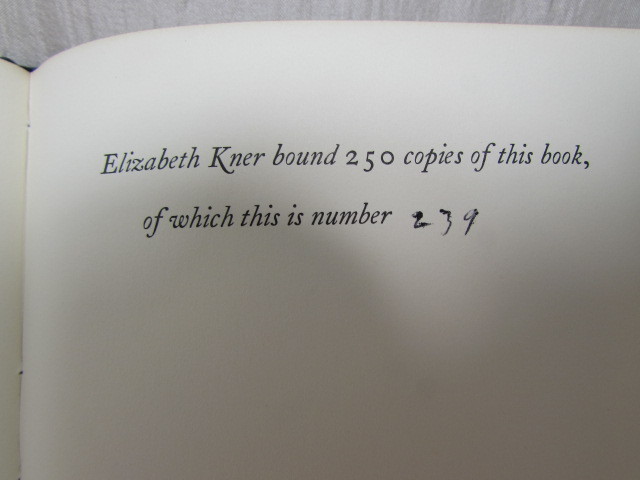 Elizabeth Kner bound 250 copies of this book,
of which this is number 239